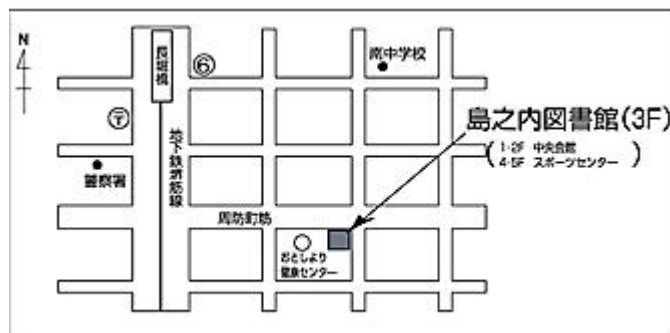 N
長堀橋
⑥
南中学校
〒
地下鉄堺筋線
島之内図書館(3F)
(1・2F 中央会館
4・5F スポーツセンター)
警察署
周防町筋
おとしより
健康センター